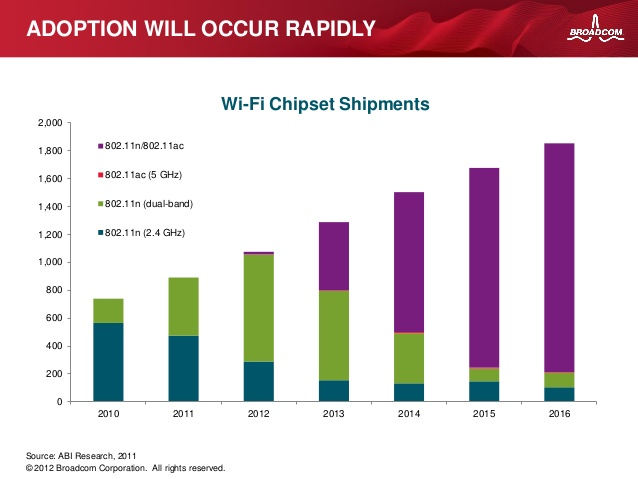 ADOPTION WILL OCCUR RAPIDLY
BROADCOM
Wi-Fi Chipset Shipments
2,000
1,800
1,600
1,400
1,200
1,000
800
600
400
200
0
802.11n/802.11ac
802.11ac (5 GHz)
802.11n (dual-band)
802.11n (2.4 GHz)
2010 2011 2012 2013 2014 2015 2016
Source: ABI Research, 2011
© 2012 Broadcom Corporation. All rights reserved.